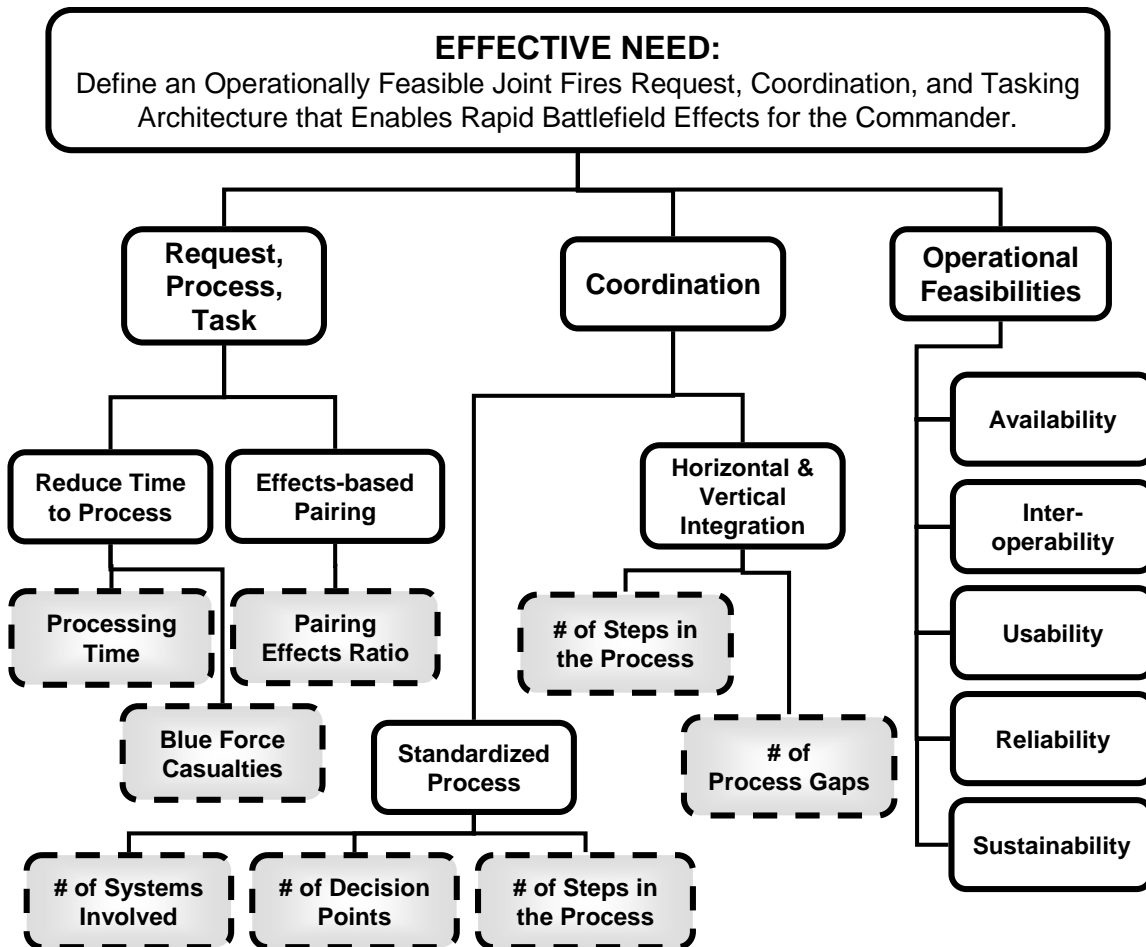 EFFECTIVE NEED:
Define an Operationally Feasible Joint Fires Request, Coordination, and Tasking
Architecture that Enables Rapid Battlefield Effects for the Commander.
Request,
Process,
Task
Coordination
Operational
Feasibilities
Reduce Time
to Process
Effects-based
Pairing
Horizontal &
Vertical
Integration
Availability
Inter-
operability
Usability
Reliability
Sustainability
Processing
Time
Pairing
Effects Ratio
Blue Force
Casualties
# of Steps in
the Process
# of
Process Gaps
Standardized
Process
# of Systems
Involved
# of Decision
Points
# of Steps in
the Process